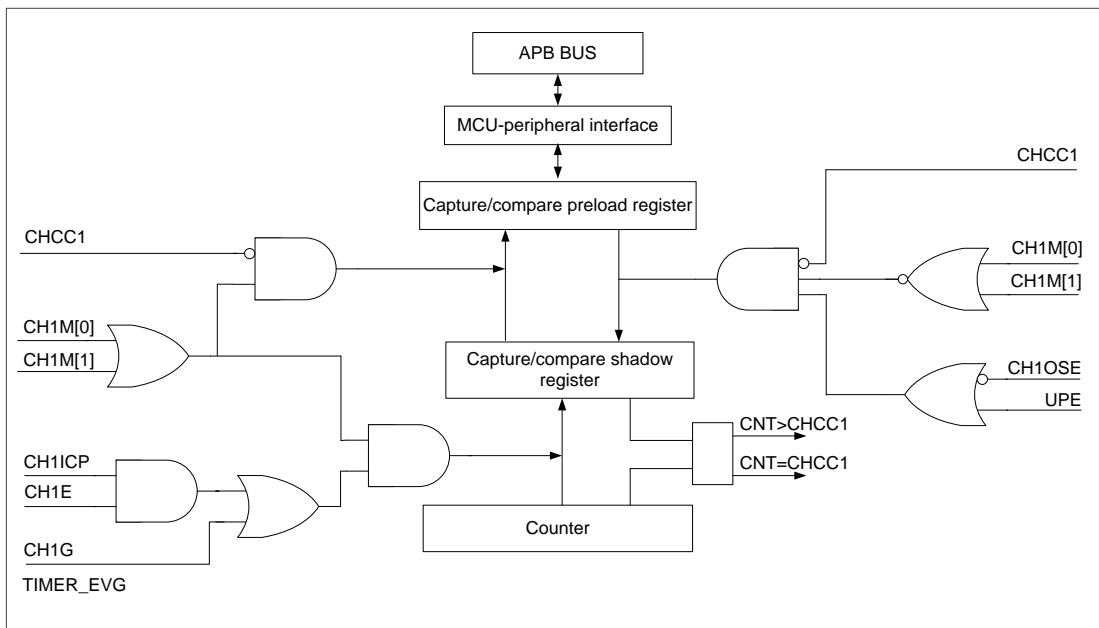 APB BUS
MCU-peripheral interface
CHCC1
Capture/compare preload register
CHCC1
CH1M[0]
CH1M[1]
CH1M[0]
CH1M[1]
Capture/compare shadow
register
CH1OSE
UPE
CNT>CHCC1
CNT=CHCC1
CH1ICP
CH1E
Counter
CH1G
TIMER_EVG